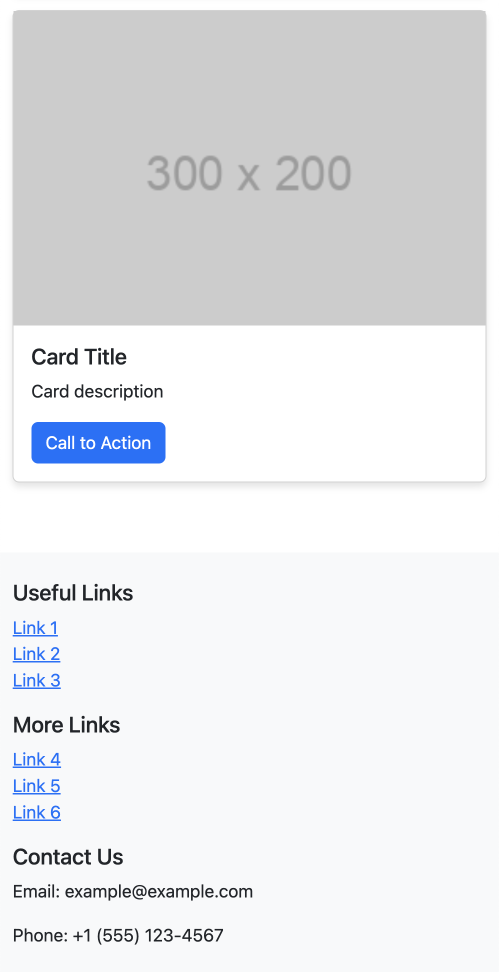 300 x 200
Card Title
Card description
Call to Action
Useful Links
Link 1
Link 2
Link 3
More Links
Link 4
Link 5
Link 6
Contact Us
Email: example@example.com
Phone: +1 (555) 123-4567